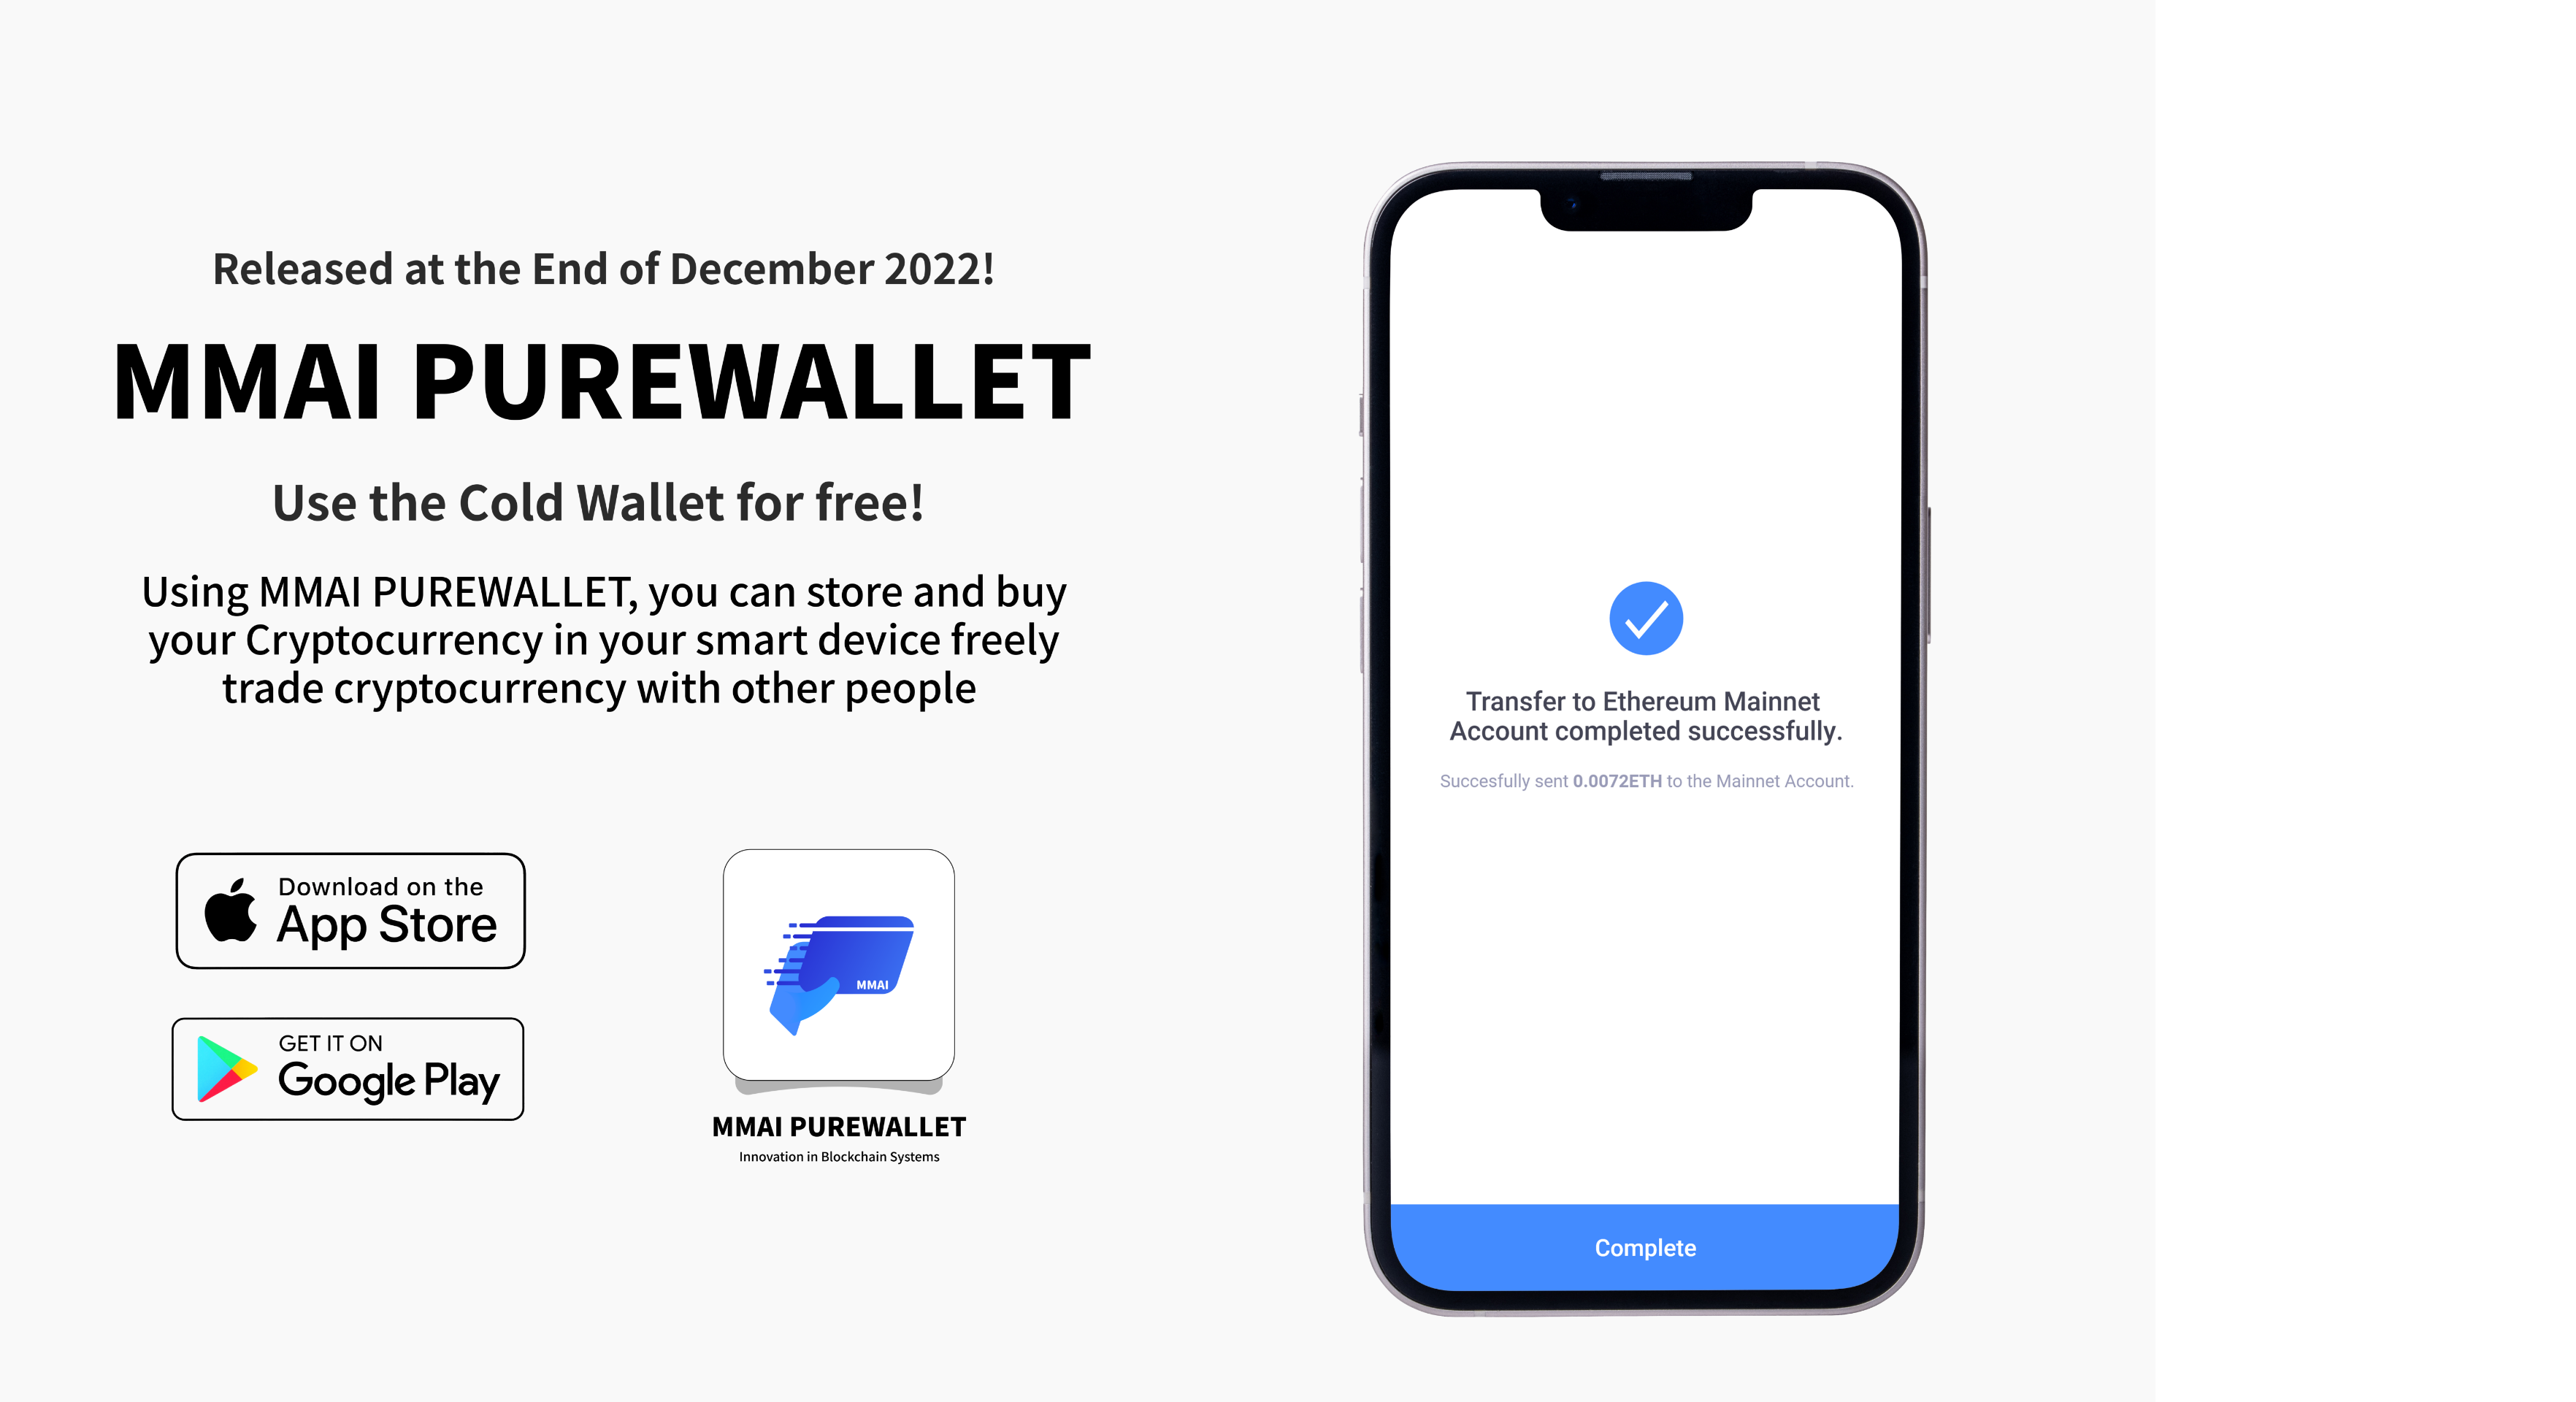 Released at the End of December 2022!
MMAI PUREWALLET
Use the Cold Wallet for free!
Using MMAI PUREWALLET, you can store and buy
your Cryptocurrency in your smart device freely
trade cryptocurrency with other people
Download on the
App Store
GET IT ON
Google Play
MMAI
MMAI PUREWALLET
Innovation in Blockchain Systems
Transfer to Ethereum Mainnet
Account completed successfully.
Succesfully sent 0.0072ETH to the Mainnet Account.
Complete